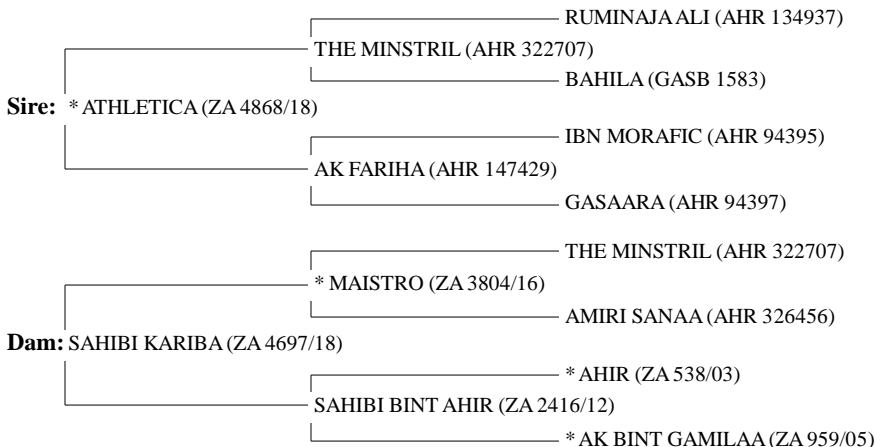 RUMINAJA ALI (AHR 134937)
THE MINSTRIL (AHR 322707)
BAHILA (GASB 1583)
Sire: * ATHLETICA (ZA 4868/18)
IBN MORAFIC (AHR 94395)
AK FARIHA (AHR 147429)
GASAARA (AHR 94397)
THE MINSTRIL (AHR 322707)
* MAISTRO (ZA 3804/16)
AMIRI SANAA (AHR 326456)
Dam: SAHIBI KARIBA (ZA 4697/18)
* AHIR (ZA 538/03)
SAHIBI BINT AHIR (ZA 2416/12)
* AK BINT GAMILAA (ZA 959/05)